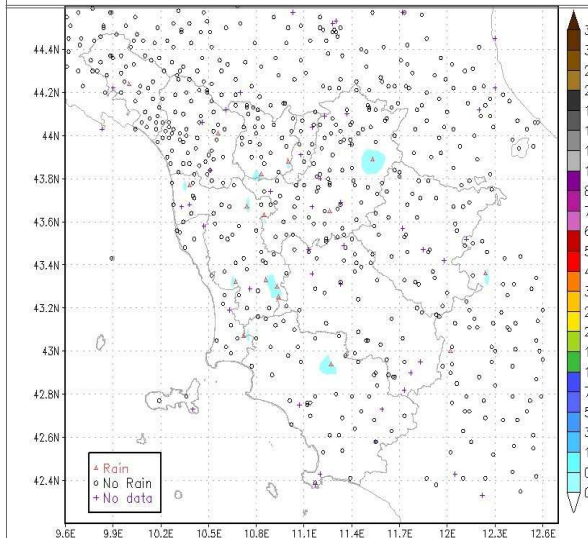 44.4N
44.2N
44N
43.8N
43.6N
43.4N
43.2N
43N
42.8N
42.6N
42.4N
Rain
No Rain
No data
9.6E 9.9E 10.2E 10.5E 10.8E 11.1E 11.4E 11.7E 12E 12.3E 12.6E